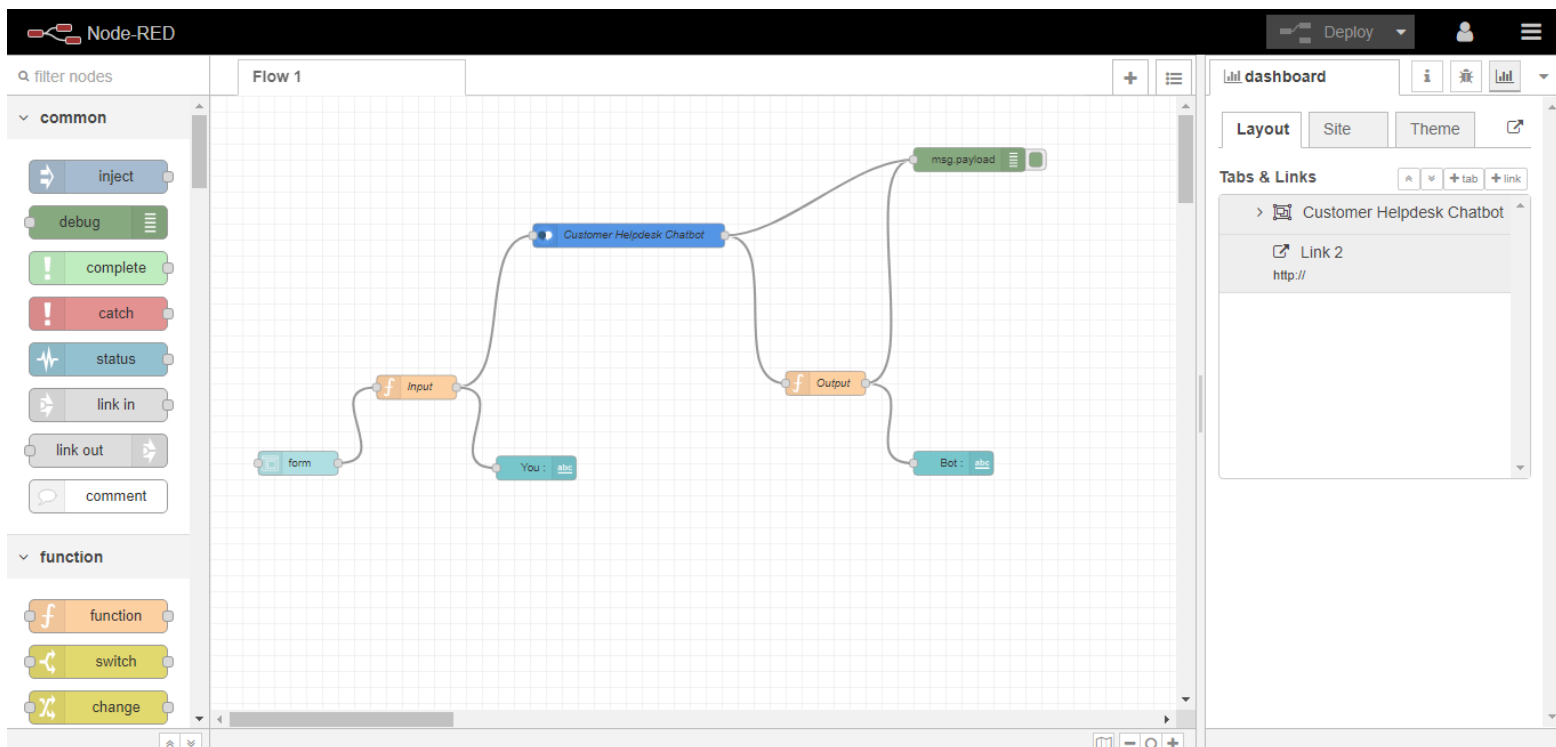 Node-RED
Deploy
filter nodes
Flow 1
dashboard
i
common
inject
debug
complete
catch
status
link in
link out
comment
function
function
switch
change
msg.payload
Customer Helpdesk Chatbot
Input
Output
form
You : abc
Bot : abc
Layout
Site
Theme
Tabs & Links
+ tab
+ link
Customer Helpdesk Chatbot
Link 2
http://